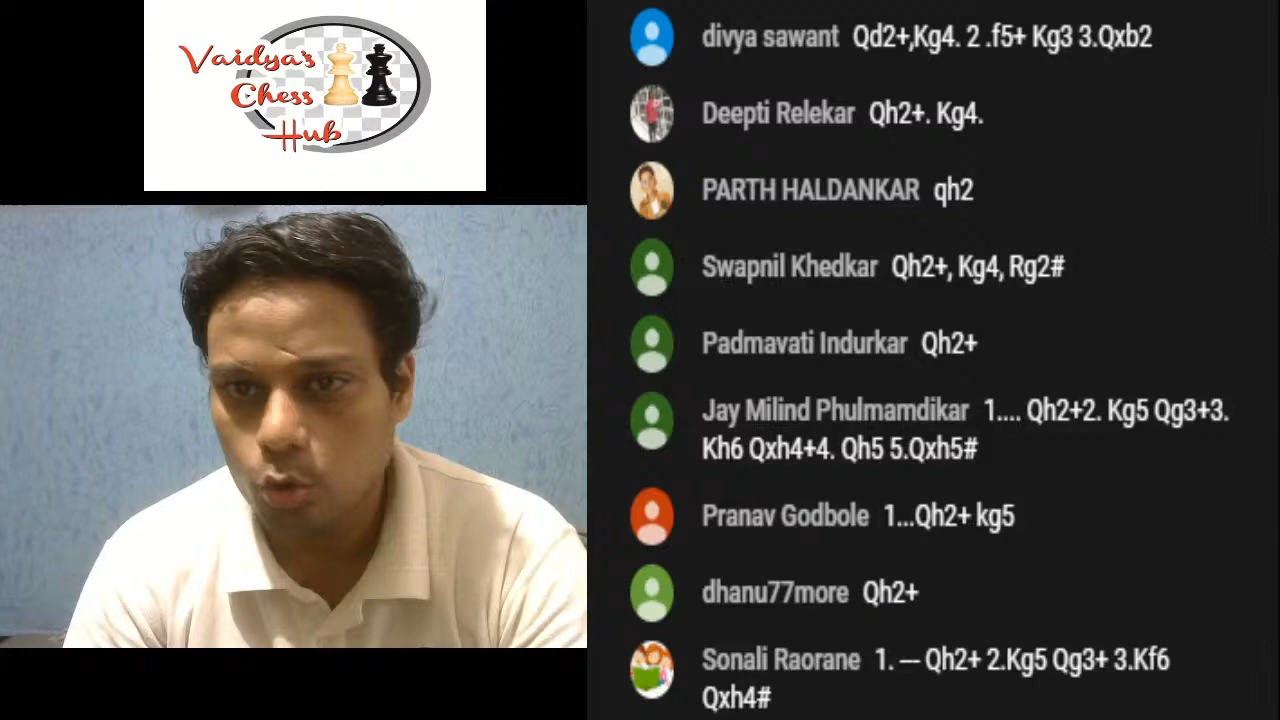 Vaidya's
Chess
Hub
divya sawant Qd2+,Kg4. 2 .f5+ Kg3 3.Qxb2
Deepti Relekar Qh2+. Kg4.
PARTH HALDANKAR qh2
Swapnil Khedkar Qh2+, Kg4, Rg2#
Padmavati Indurkar Qh2+
Jay Milind Phulmamdikar 1.... Qh2+2. Kg5 Qg3+3.
Kh6 Qxh4+4. Qh5 5.Qxh5#
Pranav Godbole 1...Qh2+ kg5
dhanu77more Qh2+
Sonali Raorane 1. --- Qh2+ 2.Kg5 Qg3+ 3.Kf6
Qxh4#